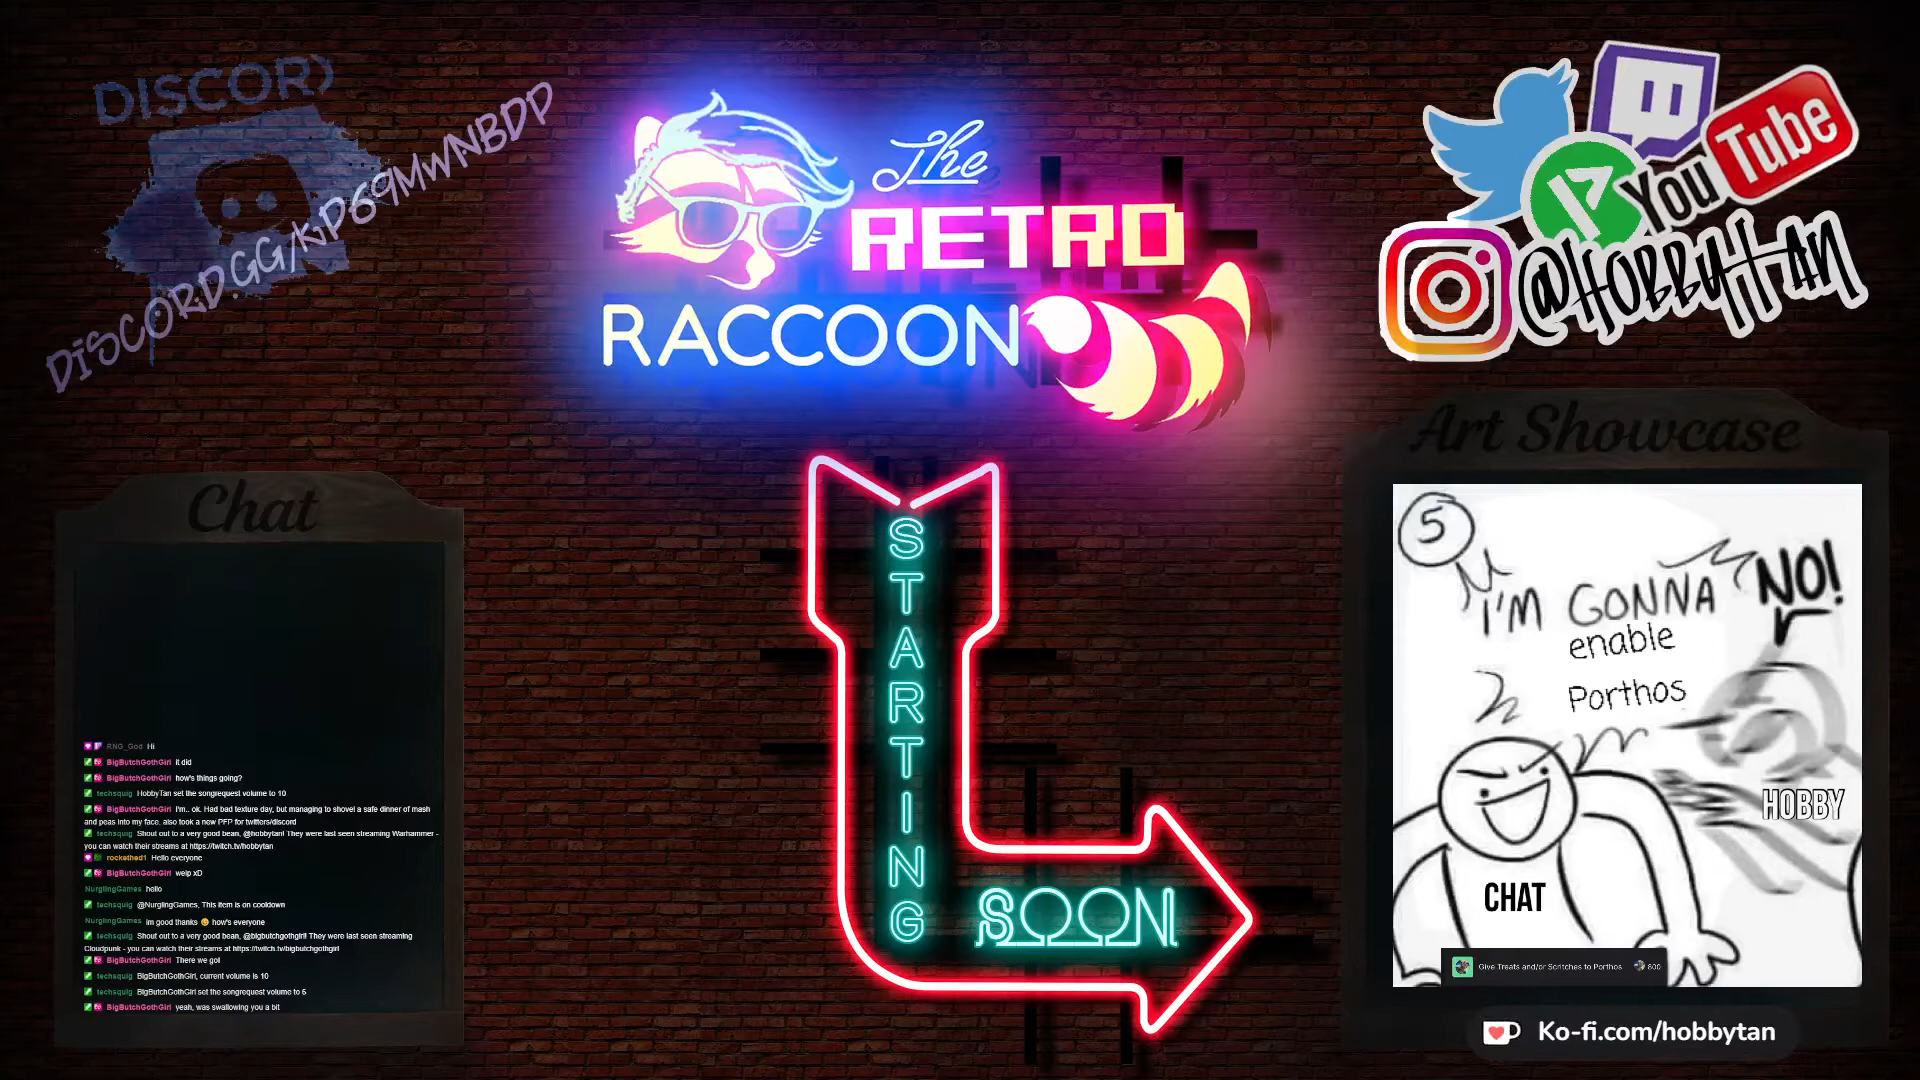 DISCORD
DISCORD.GG/KP69MWNBDP
The
RETRO
RACCOON
You Tube
@HOBBYTAN
Chat
RNG_God Hi
BigButchGothGirl it did
BigButchGothGirl how's things going?
techsquig HobbyTan set the songrequest volume to 10
BigButchGothGirl I'm.. ok. Had bad texture day, but managing to shovel a safe dinner of mash
and peas into my face. also took a new PFP for twitters/discord
techsquig Shout out to a very good bean, @hobbytan! They were last seen streaming Warhammer -
you can watch their streams at https://twitch.tv/hobbytan
rockethed1 Hello everyone
BigButchGothGirl welp xD
NurglingGames hello
techsquig @NurglingGames, This item is on cooldown
NurglingGames im good thanks 😊 how's everyone
techsquig Shout out to a very good bean, @bigbutchgothgirl! They were last seen streaming
Cloudpunk - you can watch their streams at https://twitch.tv/bigbutchgothgirl
BigButchGothGirl There we go!
techsquig BigButchGothGirl, current volume is 10
techsquig BigButchGothGirl set the songrequest volume to 6
BigButchGothGirl yeah, was swallowing you a bit
STARTING
SOON
Art Showcase
5
I'M GONNA
enable
Porthos
NO!
HOBBY
CHAT
Give Treats and/or Scritches to Porthos 600
Ko-fi.com/hobbytan